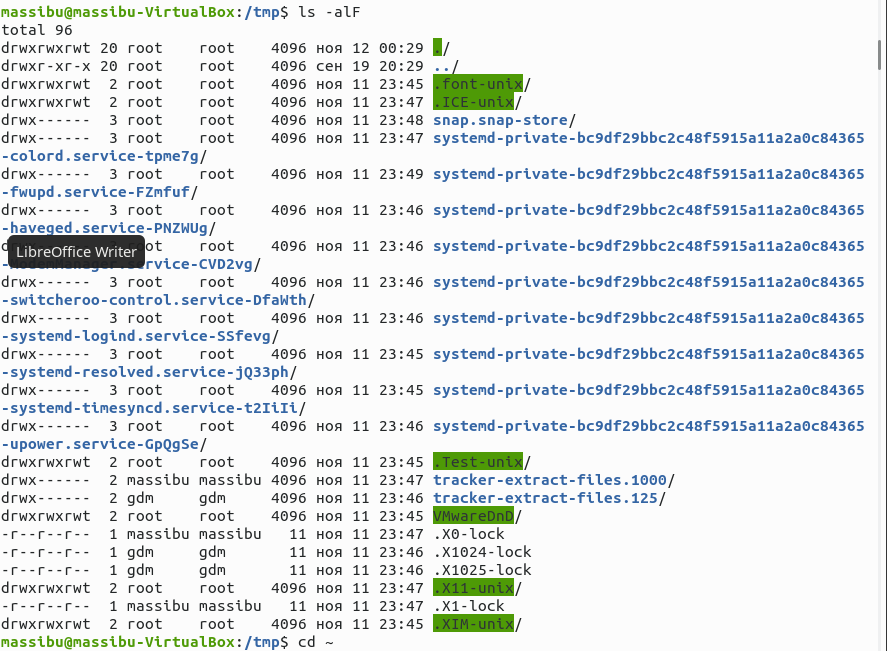 massibu@massibu-VirtualBox:/tmp$ ls -alF
total 96
drwxrwxrwt 20 root    root    4096 ноя 12 00:29 ./
drwxr-xr-x 20 root    root    4096 сен 19 20:29 ../
drwxrwxrwt  2 root    root    4096 ноя 11 23:45 .font-unix/
drwxrwxrwt  2 root    root    4096 ноя 11 23:47 .ICE-unix/
drwx------  3 root    root    4096 ноя 11 23:48 snap.snap-store/
drwx------  3 root    root    4096 ноя 11 23:47 systemd-private-bc9df29bbc2c48f5915a11a2a0c84365
-colord.service-tpme7g/
drwx------  3 root    root    4096 ноя 11 23:49 systemd-private-bc9df29bbc2c48f5915a11a2a0c84365
-fwupd.service-FZmfuf/
drwx------  3 root    root    4096 ноя 11 23:46 systemd-private-bc9df29bbc2c48f5915a11a2a0c84365
-haveged.service-PNZWUg/
drwx------  3 root    root    4096 ноя 11 23:46 systemd-private-bc9df29bbc2c48f5915a11a2a0c84365
LibreOffice Writer
-ModemManager.service-CVD2vg/
drwx------  3 root    root    4096 ноя 11 23:46 systemd-private-bc9df29bbc2c48f5915a11a2a0c84365
-switcheroo-control.service-DfaWth/
drwx------  3 root    root    4096 ноя 11 23:46 systemd-private-bc9df29bbc2c48f5915a11a2a0c84365
-systemd-logind.service-SSfevg/
drwx------  3 root    root    4096 ноя 11 23:45 systemd-private-bc9df29bbc2c48f5915a11a2a0c84365
-systemd-resolved.service-jQ33ph/
drwx------  3 root    root    4096 ноя 11 23:45 systemd-private-bc9df29bbc2c48f5915a11a2a0c84365
-systemd-timesyncd.service-t2IiIi/
drwx------  3 root    root    4096 ноя 11 23:46 systemd-private-bc9df29bbc2c48f5915a11a2a0c84365
-upower.service-GpQgSe/
drwxrwxrwt  2 root    root    4096 ноя 11 23:45 .Test-unix/
drwx------  2 massibu massibu 4096 ноя 11 23:47 tracker-extract-files.1000/
drwx------  2 gdm     gdm     4096 ноя 11 23:46 tracker-extract-files.125/
drwxrwxrwt  2 root    root    4096 ноя 11 23:45 VMwareDnD/
-r--r--r--  1 massibu massibu   11 ноя 11 23:47 .X0-lock
-r--r--r--  1 gdm     gdm       11 ноя 11 23:46 .X1024-lock
-r--r--r--  1 gdm     gdm       11 ноя 11 23:46 .X1025-lock
drwxrwxrwt  2 root    root    4096 ноя 11 23:47 .X11-unix/
-r--r--r--  1 massibu massibu   11 ноя 11 23:47 .X1-lock
drwxrwxrwt  2 root    root    4096 ноя 11 23:45 .XIM-unix/
massibu@massibu-VirtualBox:/tmp$ cd ~